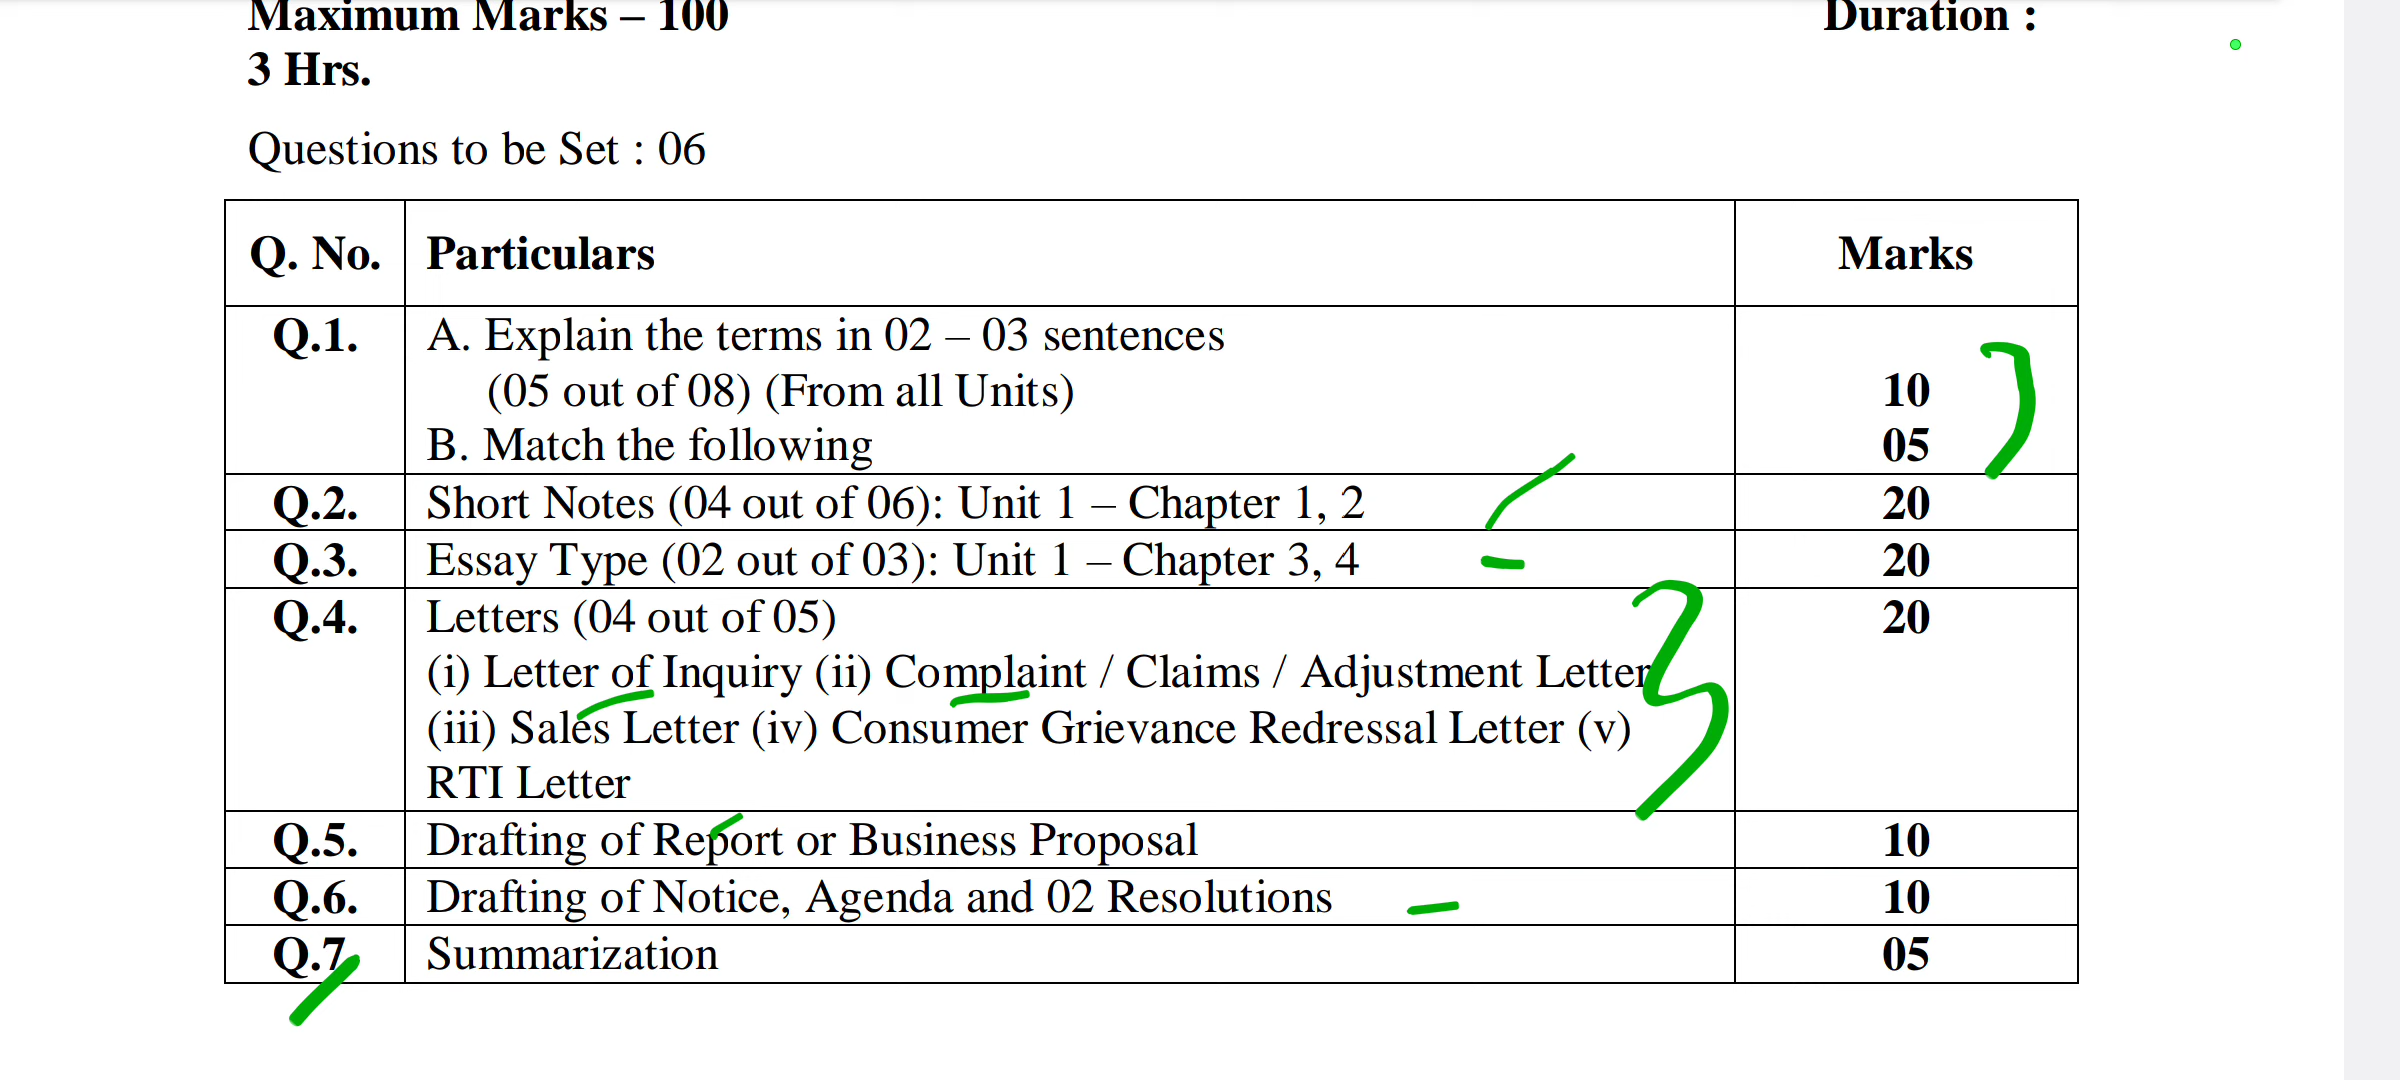 Maximum Marks – 100 Duration :
3 Hrs.
Questions to be Set : 06
Q. No. Particulars Marks
Q.1. A. Explain the terms in 02 – 03 sentences
(05 out of 08) (From all Units) 10
B. Match the following 05
Q.2. Short Notes (04 out of 06): Unit 1 – Chapter 1, 2 20
Q.3. Essay Type (02 out of 03): Unit 1 – Chapter 3, 4 20
Q.4. Letters (04 out of 05) 20
(i) Letter of Inquiry (ii) Complaint / Claims / Adjustment Letter
(iii) Sales Letter (iv) Consumer Grievance Redressal Letter (v)
RTI Letter
Q.5. Drafting of Report or Business Proposal 10
Q.6. Drafting of Notice, Agenda and 02 Resolutions 10
Q.7. Summarization 05